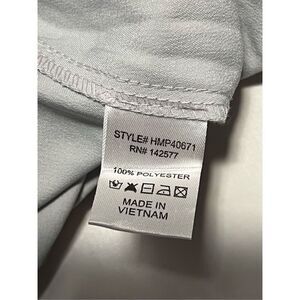 STYLE# HMP40671
RN# 142577
100% POLYESTER
MADE IN
VIETNAM